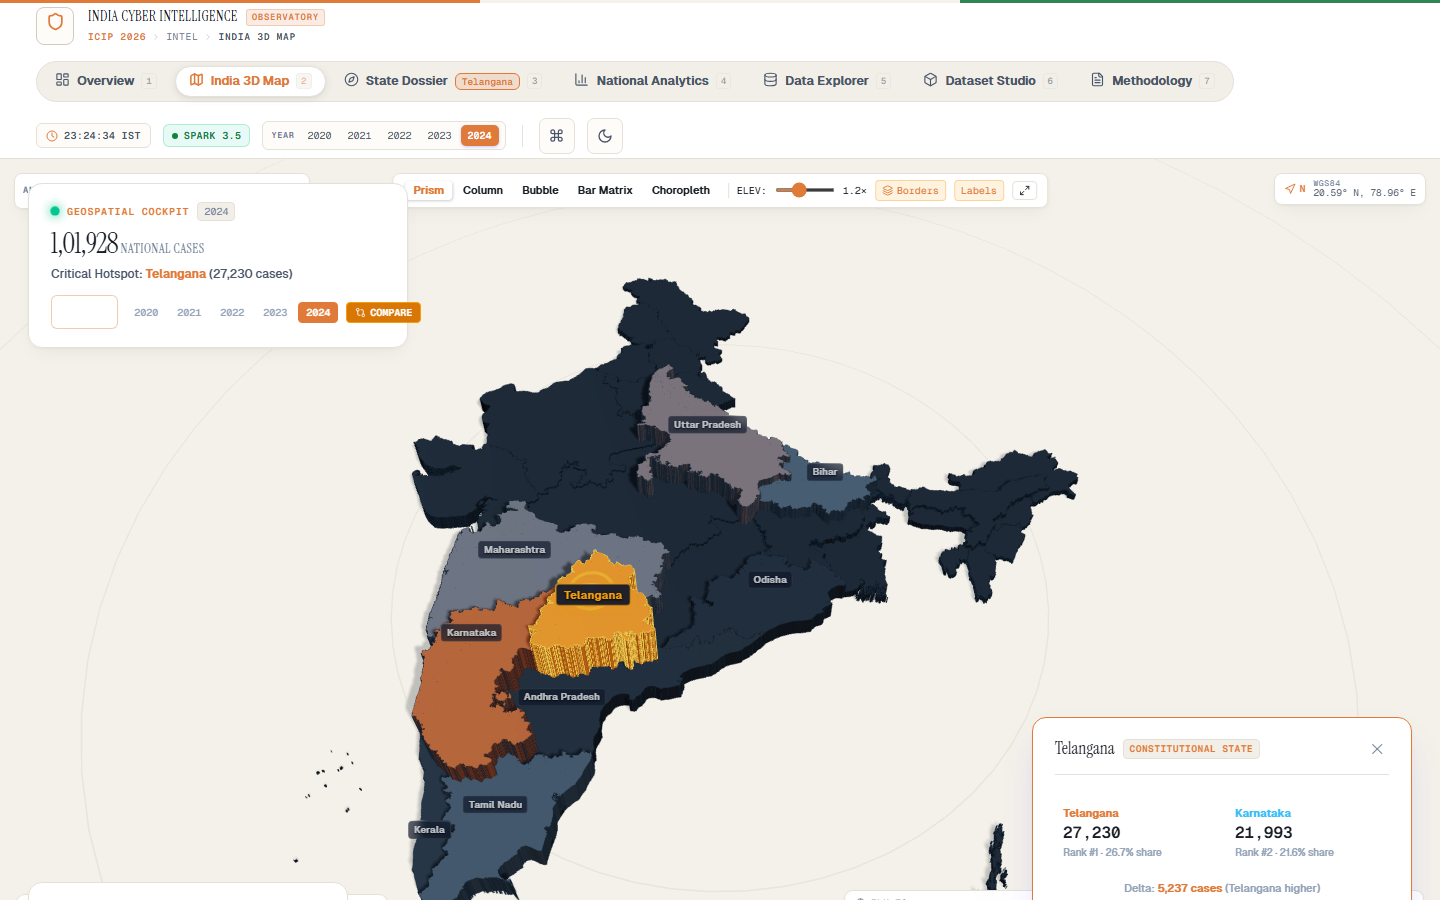 INDIA CYBER INTELLIGENCE OBSERVATORY
ICIP 2026 › INTEL › INDIA 3D MAP
Overview 1 India 3D Map 2 State Dossier Telangana 3 National Analytics 4 Data Explorer 5 Dataset Studio 6 Methodology 7
23:24:34 IST SPARK 3.5 YEAR 2020 2021 2022 2023 2024
Prism Column Bubble Bar Matrix Choropleth ELEV: 1.2× Borders Labels
N WGS84
20.59° N, 78.96° E
GEOSPATIAL COCKPIT 2024
1,01,928 NATIONAL CASES
Critical Hotspot: Telangana (27,230 cases)
2020 2021 2022 2023 2024 COMPARE
Uttar Pradesh
Bihar
Maharashtra
Odisha
Telangana
Karnataka
Andhra Pradesh
Tamil Nadu
Kerala
Telangana CONSTITUTIONAL STATE
Telangana Karnataka
27,230 21,993
Rank #1 · 26.7% share Rank #2 · 21.6% share
Delta: 5,237 cases (Telangana higher)